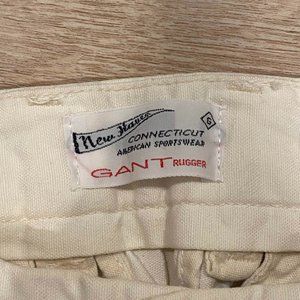 New Haven
CONNECTICUT
AMERICAN SPORTSWEAR
GANT RUGGER